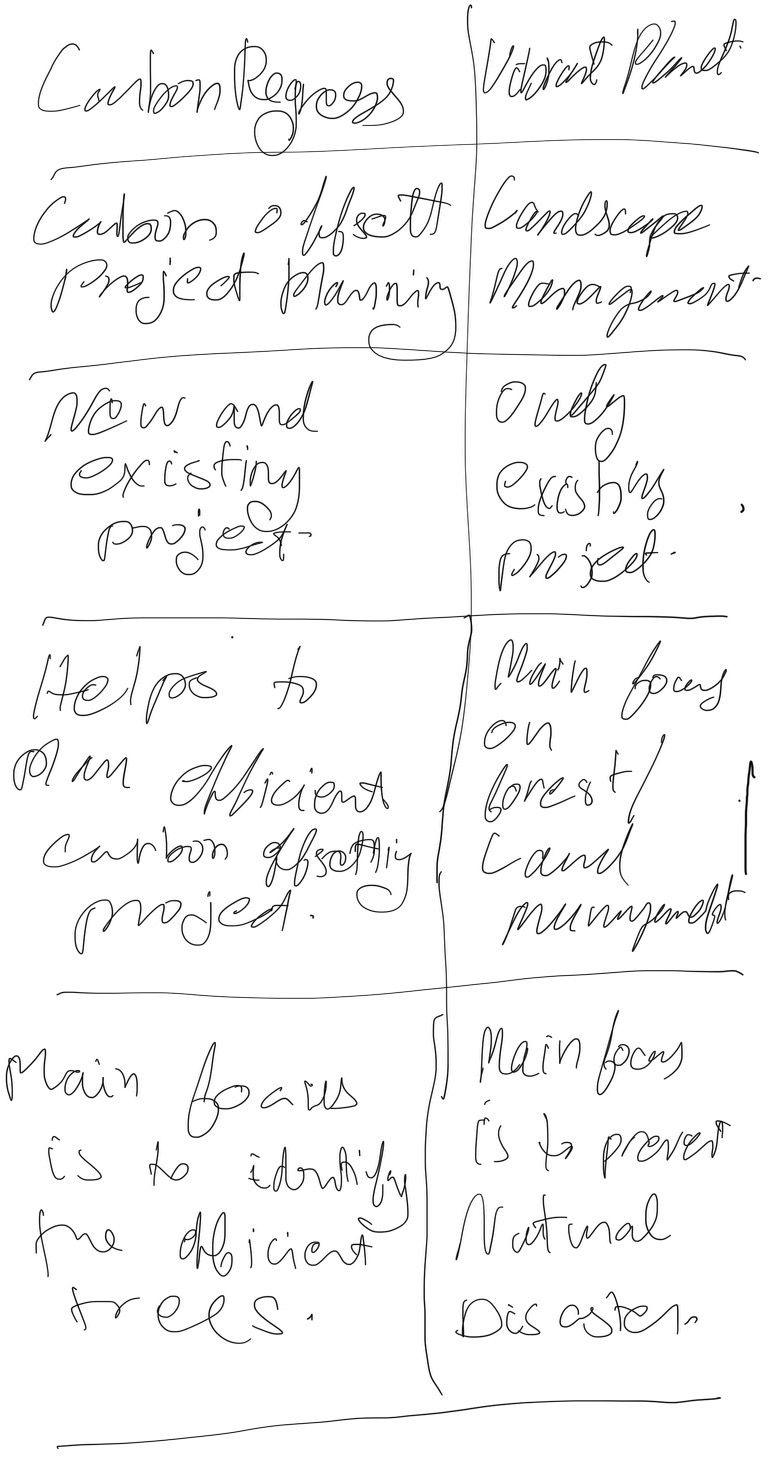 Carbon Regress
Vibrant Planet.
Carbon offsett
Project planning
Landscape
Management.
New and
existing
project.
Only
existing
project.
Helps to
plan efficient
carbon offsetting
project.
Main focus
on
forest/
Land
management
Main focus
is to identify
the efficient
trees.
Main focus
is to prevent
Natural
Disaster.